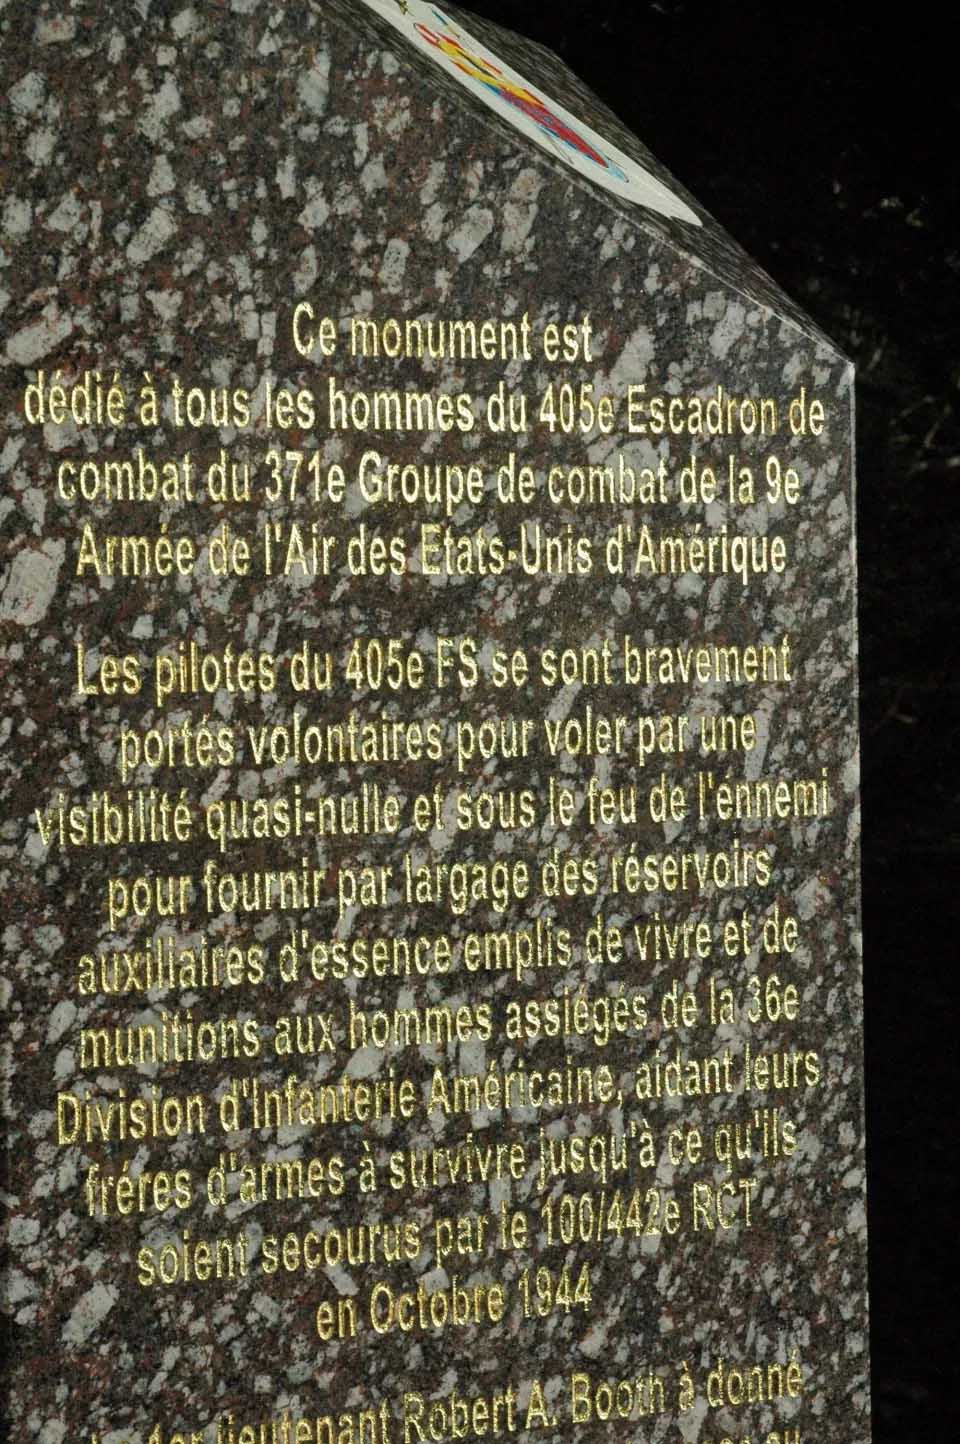 Ce monument est
dédié à tous les hommes du 405e Escadron de
combat du 371e Groupe de combat de la 9e
Armée de l'Air des Etats-Unis d'Amérique
Les pilotes du 405e FS se sont bravement
portés volontaires pour voler par une
visibilité quasi-nulle et sous le feu de l'énnemi
pour fournir par largage des réservoirs
auxiliaires d'essence emplis de vivre et de
munitions aux hommes assiégés de la 36e
Division d'Infanterie Américaine, aidant leurs
fréres d'armes à survivre jusqu'à ce qu'ils
soient secourus par le 100/442e RCT
en Octobre 1944
1er lieutenant Robert A. Booth à donné